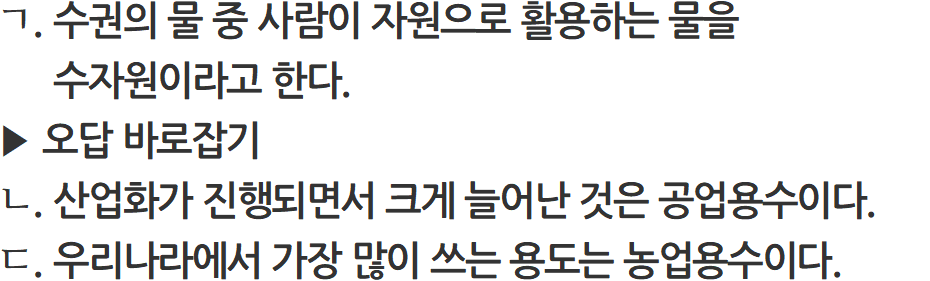 ㄱ. 수권의 물 중 사람이 자원으로 활용하는 물을
수자원이라고 한다.
▶ 오답 바로잡기
ㄴ. 산업화가 진행되면서 크게 늘어난 것은 공업용수이다.
ㄷ. 우리나라에서 가장 많이 쓰는 용도는 농업용수이다.